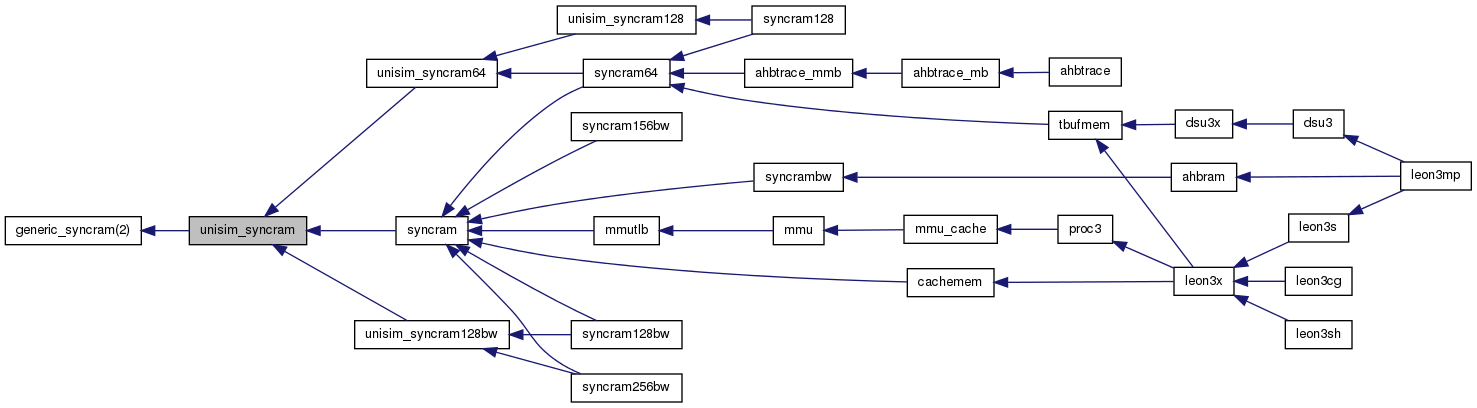 unisim_syncram128
syncram128
unisim_syncram64
syncram64
ahbtrace_mmb
ahbtrace_mb
ahbtrace
syncram156bw
tbufmem
dsu3x
dsu3
syncrambw
ahbram
leon3mp
generic_syncram(2)
unisim_syncram
syncram
mmutlb
mmu
mmu_cache
proc3
leon3s
cachemem
leon3x
leon3cg
unisim_syncram128bw
syncram128bw
leon3sh
syncram256bw